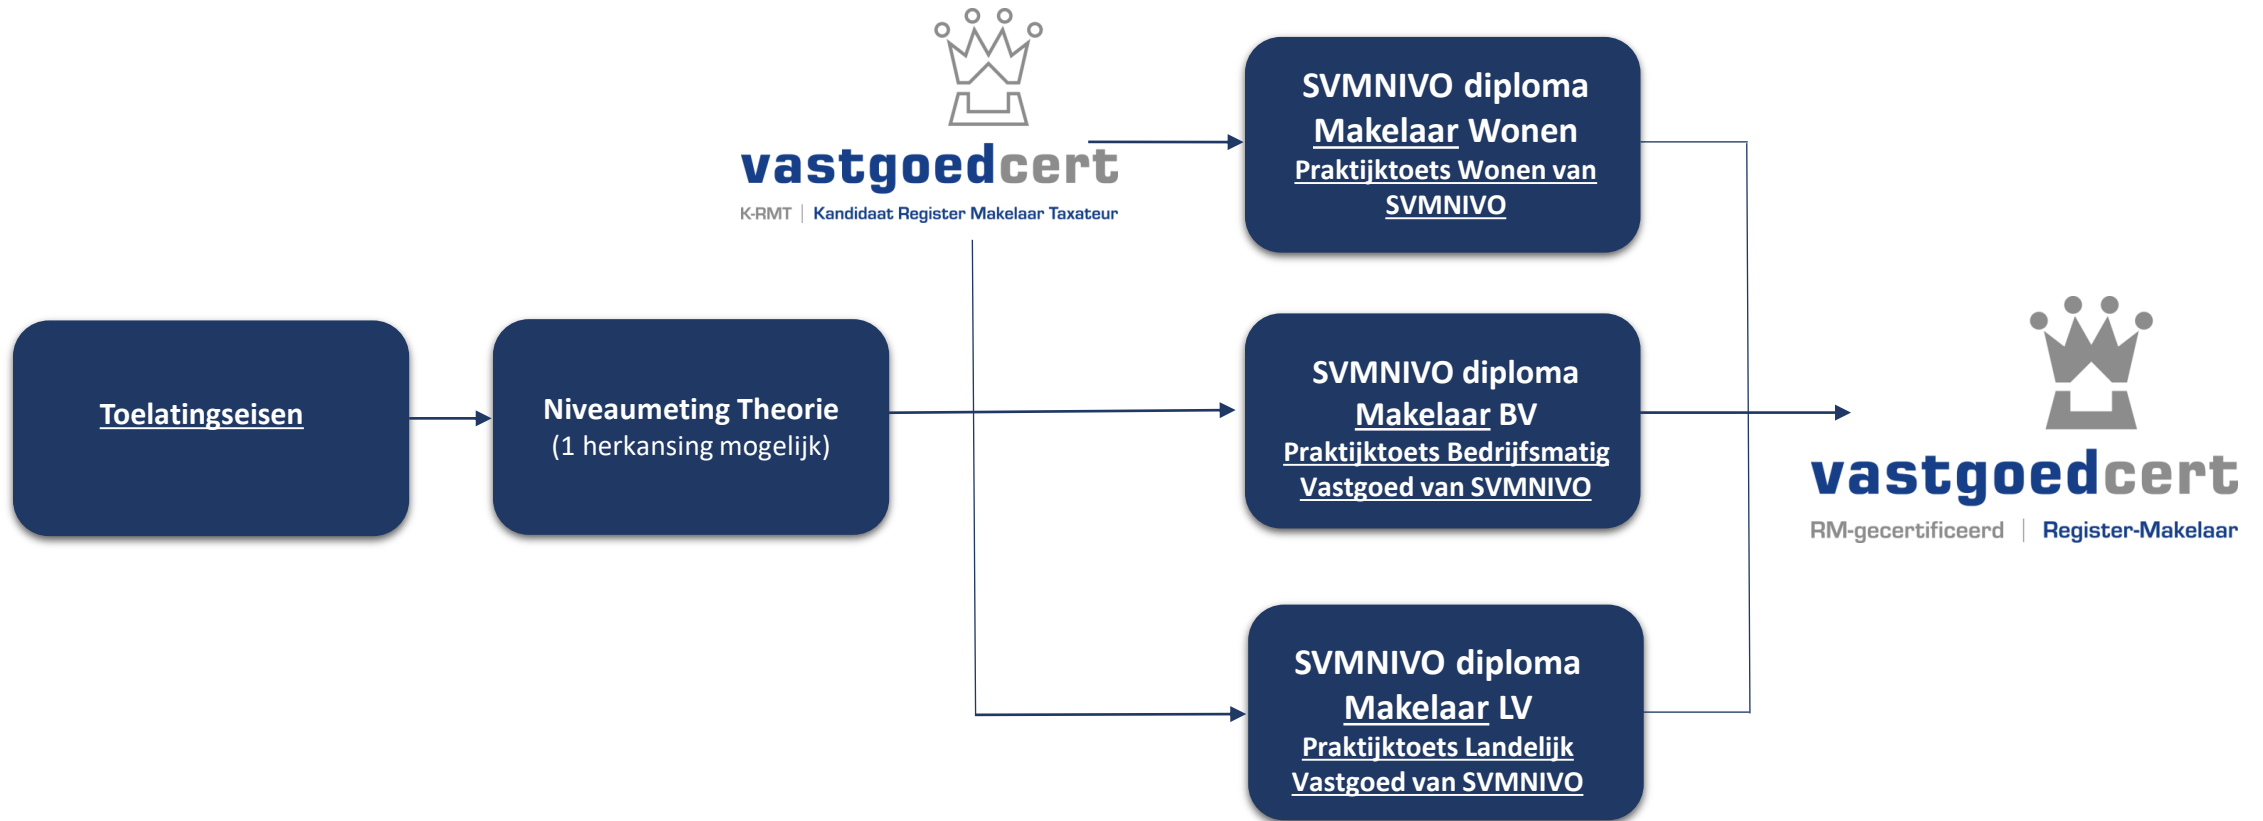 vastgoedcert
K-RMT | Kandidaat Register Makelaar Taxateur
Toelatingseisen
Niveaumeting Theorie
(1 herkansing mogelijk)
SVMNIVO diploma
Makelaar Wonen
Praktijktoets Wonen van
SVMNIVO
SVMNIVO diploma
Makelaar BV
Praktijktoets Bedrijfsmatig
Vastgoed van SVMNIVO
SVMNIVO diploma
Makelaar LV
Praktijktoets Landelijk
Vastgoed van SVMNIVO
vastgoedcert
RM-gecertificeerd | Register-Makelaar